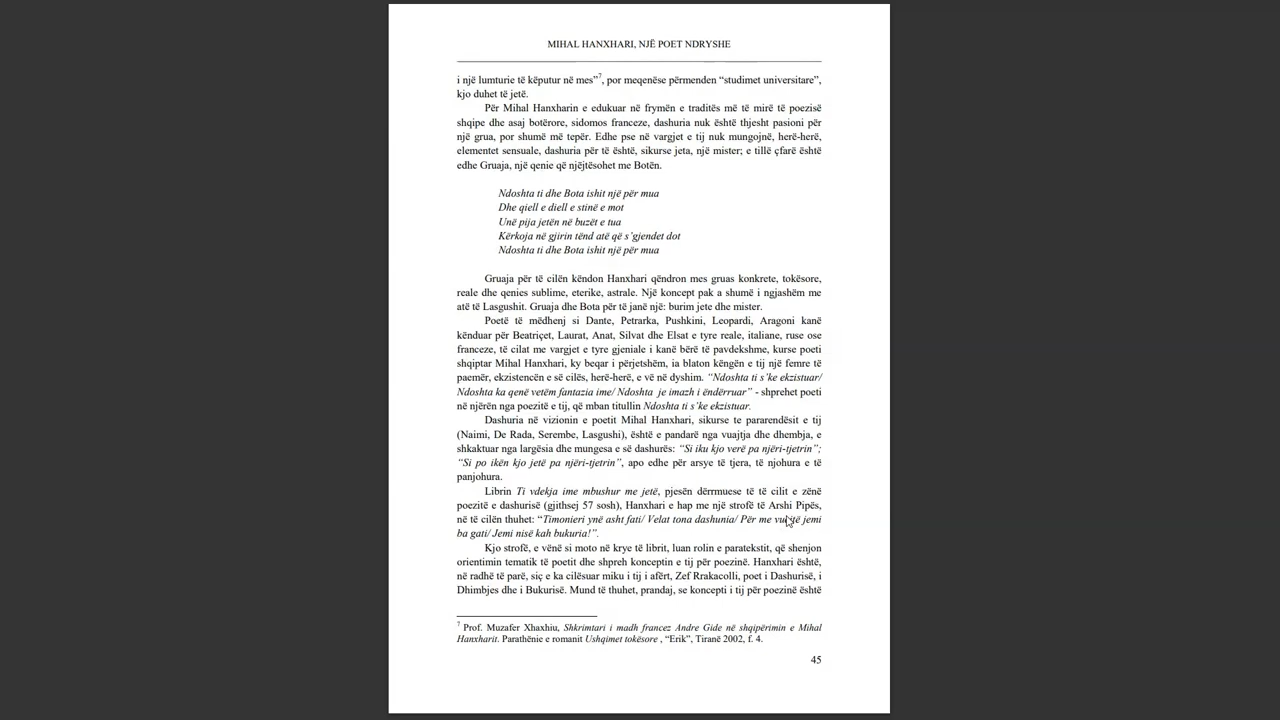 MIHAL HANXHARI, NJË POET NDRYSHE
i një lumturie të këputur në mes”7, por meqenëse përmenden “studimet universitare”,
kjo duhet të jetë.
Për Mihal Hanxharin e edukuar në frymën e traditës më të mirë të poezisë
shqipe dhe asaj botërore, sidomos franceze, dashuria nuk është thjesht pasioni për
një grua, por shumë më tepër. Edhe pse në vargjet e tij nuk mungojnë, herë-herë,
elementet sensuale, dashuria për të është, sikurse jeta, një mister; e tillë çfarë është
edhe Gruaja, një qenie që njëjtësohet me Botën.
Ndoshta ti dhe Bota ishit një për mua
Dhe qiell e diell e stinë e mot
Unë pija jetën në buzët e tua
Kërkoja në gjirin tënd atë që s’gjendet dot
Ndoshta ti dhe Bota ishit një për mua
Gruaja për të cilën këndon Hanxhari qëndron mes gruas konkrete, tokësore,
reale dhe qenies sublime, eterike, astrale. Një koncept pak a shumë i ngjashëm me
atë të Lasgushit. Gruaja dhe Bota për të janë një: burim jete dhe mister.
Poetë të mëdhenj si Dante, Petrarka, Pushkini, Leopardi, Aragoni kanë
kënduar për Beatriçet, Laurat, Anat, Silvat dhe Elsat e tyre reale, italiane, ruse ose
franceze, të cilat me vargjet e tyre gjeniale i kanë bërë të pavdekshme, kurse poeti
shqiptar Mihal Hanxhari, ky beqar i përjetshëm, ia blaton këngën e tij një femre të
paemër, ekzistencën e së cilës, herë-herë, e vë në dyshim. “Ndoshta ti s’ke ekzistuar/
Ndoshta ka qenë vetëm fantazia ime/ Ndoshta je imazh i ëndërruar” - shprehet poeti
në njërën nga poezitë e tij, që mban titullin Ndoshta ti s’ke ekzistuar.
Dashuria në vizionin e poetit Mihal Hanxhari, sikurse te pararendësit e tij
(Naimi, De Rada, Serembe, Lasgushi), është e pandarë nga vuajtja dhe dhembja, e
shkaktuar nga largësia dhe mungesa e së dashurës: “Si iku kjo verë pa njëri-tjetrin”;
“Si po ikën kjo jetë pa njëri-tjetrin”, apo edhe për arsye të tjera, të njohura e të
panjohura.
Librin Ti vdekja ime mbushur me jetë, pjesën dërrmuese të të cilit e zënë
poezitë e dashurisë (gjithsej 57 sosh), Hanxhari e hap me një strofë të Arshi Pipës,
në të cilën thuhet: “Timonieri ynë asht fati/ Velat tona dashunia/ Për me vuejtë jemi
ba gati/ Jemi nisë kah bukuria!”.
Kjo strofë, e vënë si moto në krye të librit, luan rolin e paratekstit, që shenjon
orientimin tematik të poetit dhe shpreh konceptin e tij për poezinë. Hanxhari është,
në radhë të parë, siç e ka cilësuar miku i tij i afërt, Zef Rrakacolli, poet i Dashurisë, i
Dhimbjes dhe i Bukurisë. Mund të thuhet, prandaj, se koncepti i tij për poezinë është
7 Prof. Muzafer Xhaxhiu, Shkrimtari i madh francez Andre Gide në shqipërimin e Mihal
Hanxharit. Parathënie e romanit Ushqimet tokësore , “Erik”, Tiranë 2002, f. 4.
45